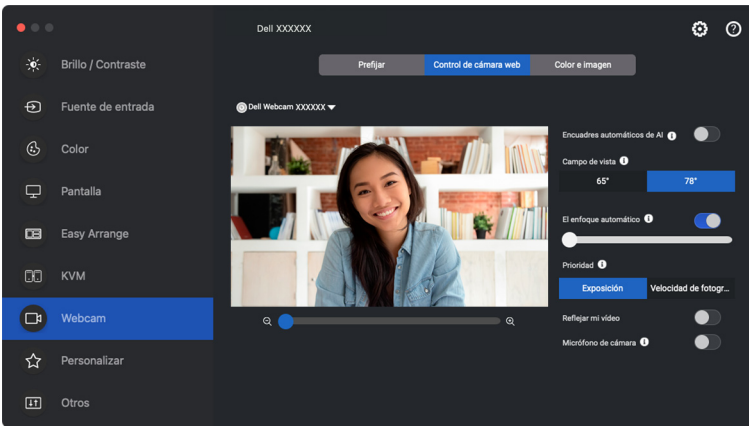 Dell XXXXXX
Brillo / Contraste
Fuente de entrada
Color
Pantalla
Easy Arrange
KVM
Webcam
Personalizar
Otros
Prefijar
Control de cámara web
Color e imagen
Dell Webcam XXXXXX
Encuadres automáticos de AI
Campo de vista
65°
78°
El enfoque automático
Prioridad
Exposición
Velocidad de fotogr...
Reflejar mi vídeo
Micrófono de cámara